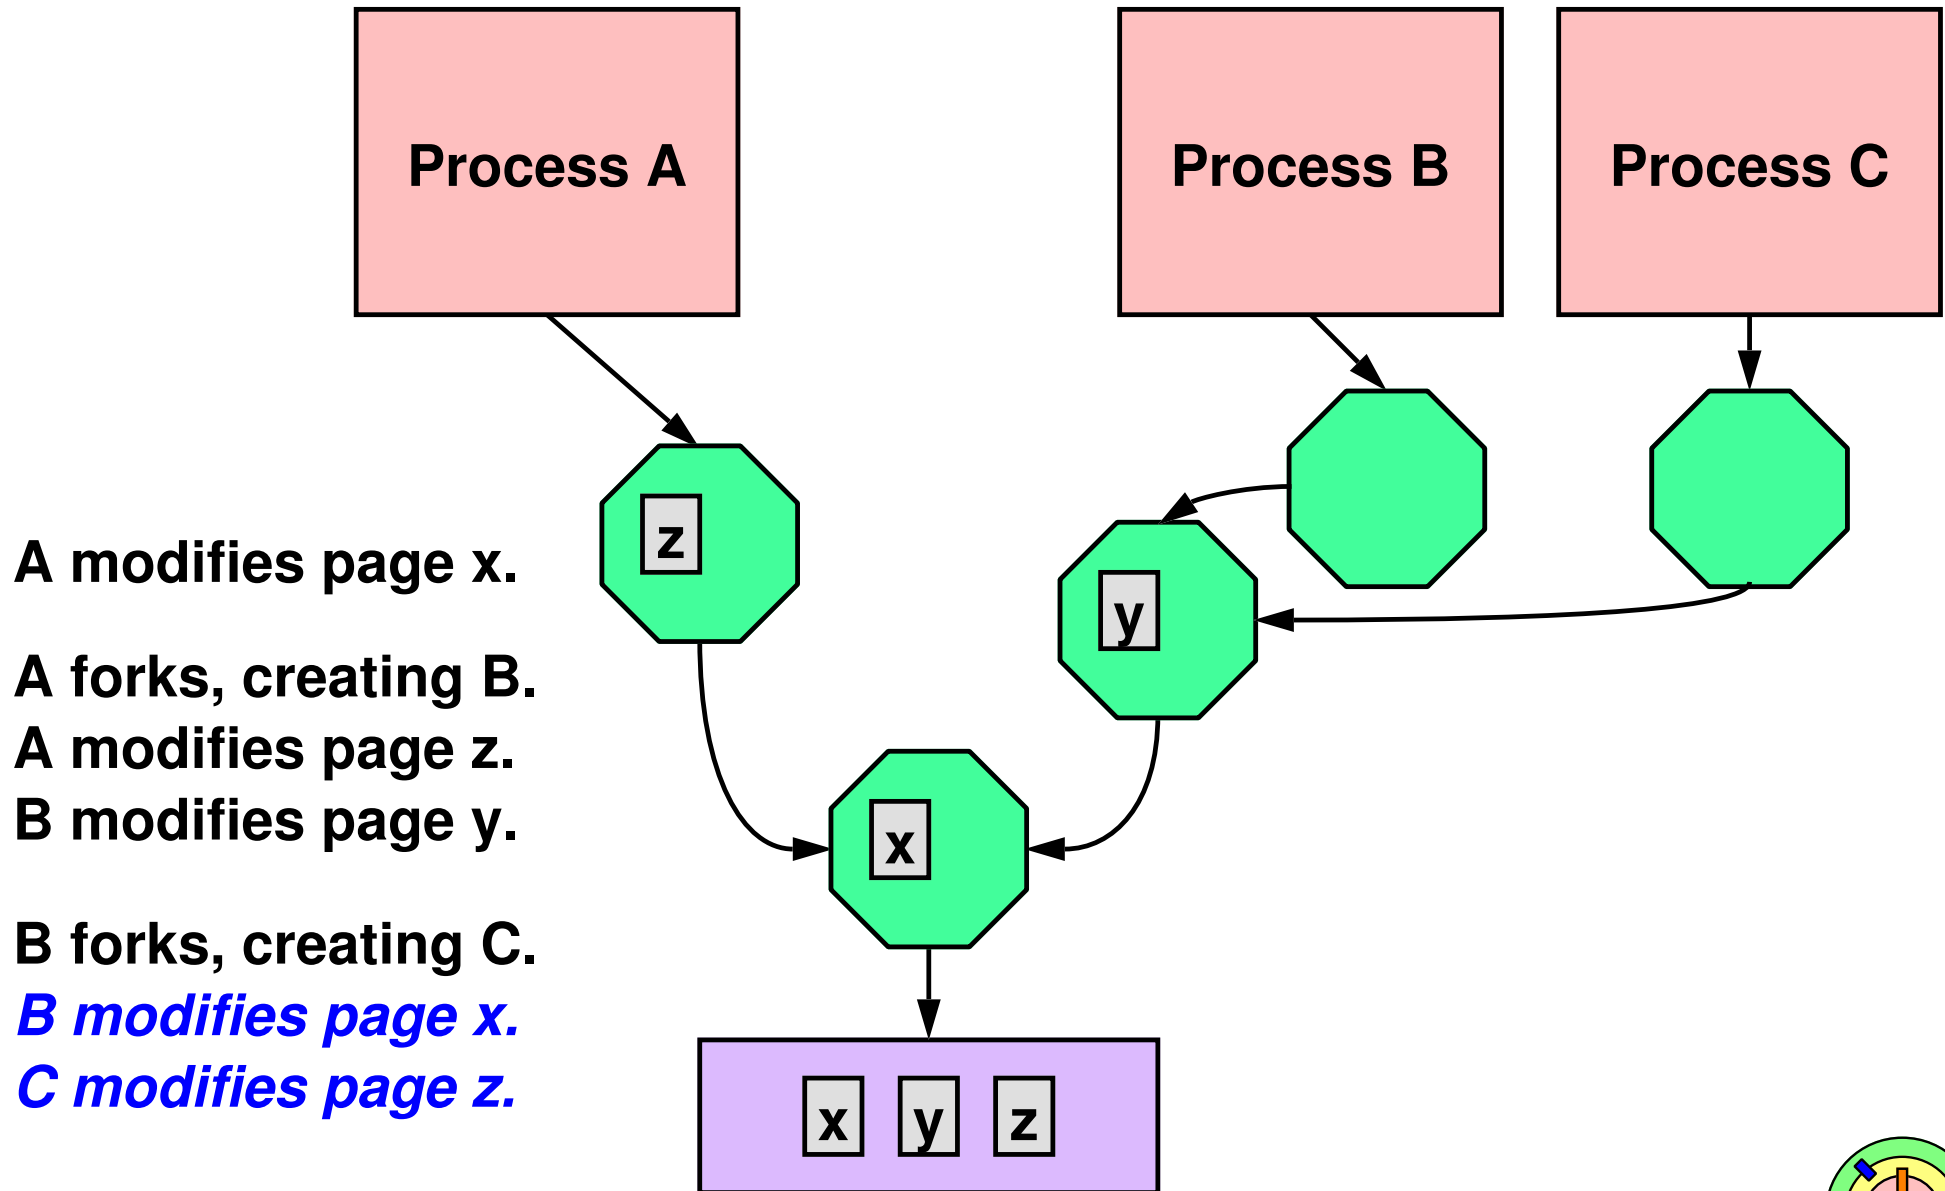 Process A
Process B
Process C
z
y
x
A modifies page x.
A forks, creating B.
A modifies page z.
B modifies page y.
B forks, creating C.
B modifies page x.
C modifies page z.
x y z